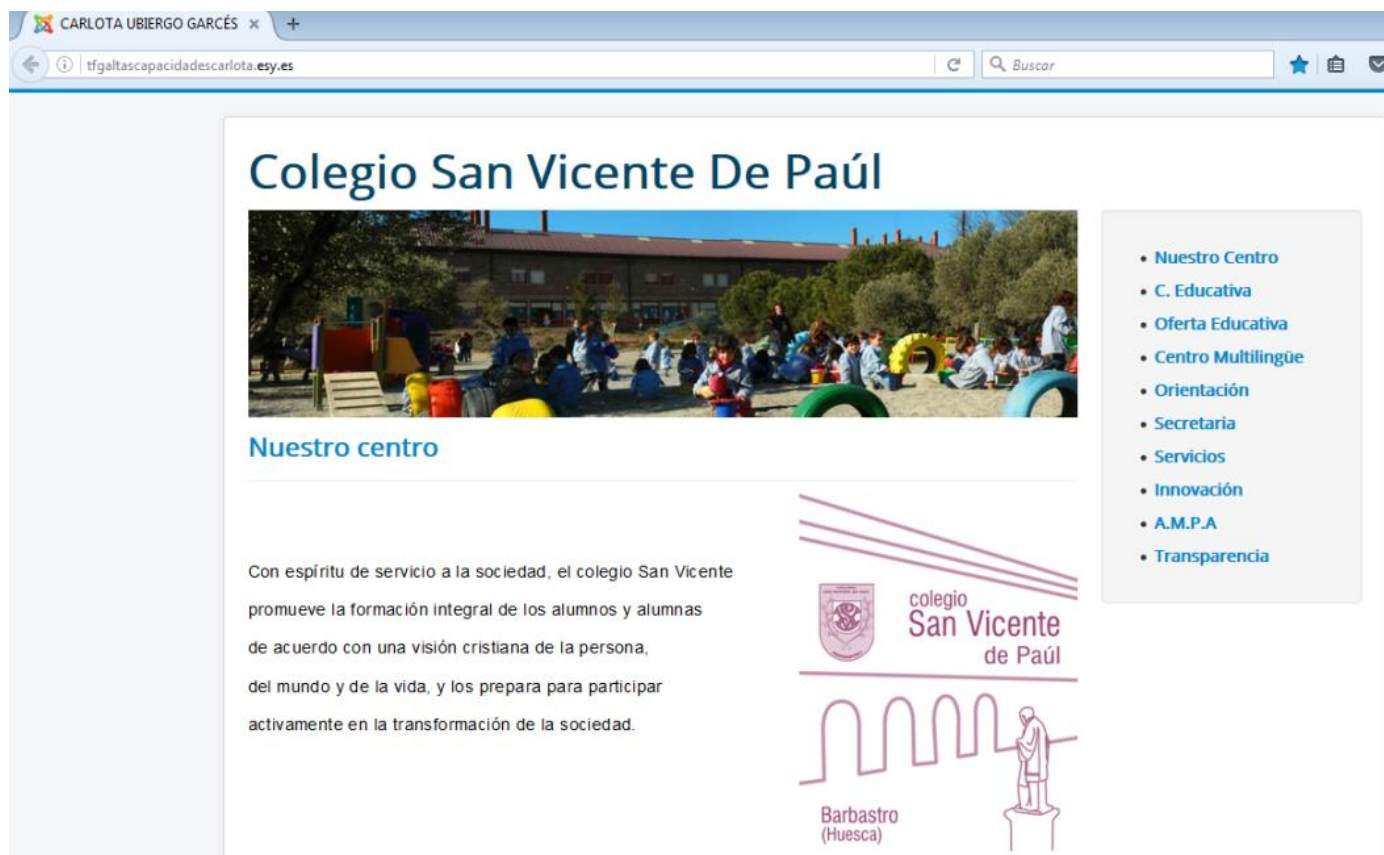 CARLOTA UBIERGO GARCÉS
tfgaltascapacidadescarlota.esy.es
Buscar
Colegio San Vicente De Paúl
Nuestro centro
Con espíritu de servicio a la sociedad, el colegio San Vicente
promueve la formación integral de los alumnos y alumnas
de acuerdo con una visión cristiana de la persona,
del mundo y de la vida, y los prepara para participar
activamente en la transformación de la sociedad.
colegio
San Vicente
de Paúl
Barbastro
(Huesca)
• Nuestro Centro
• C. Educativa
• Oferta Educativa
• Centro Multilingüe
• Orientación
• Secretaria
• Servicios
• Innovación
• A.M.P.A
• Transparencia